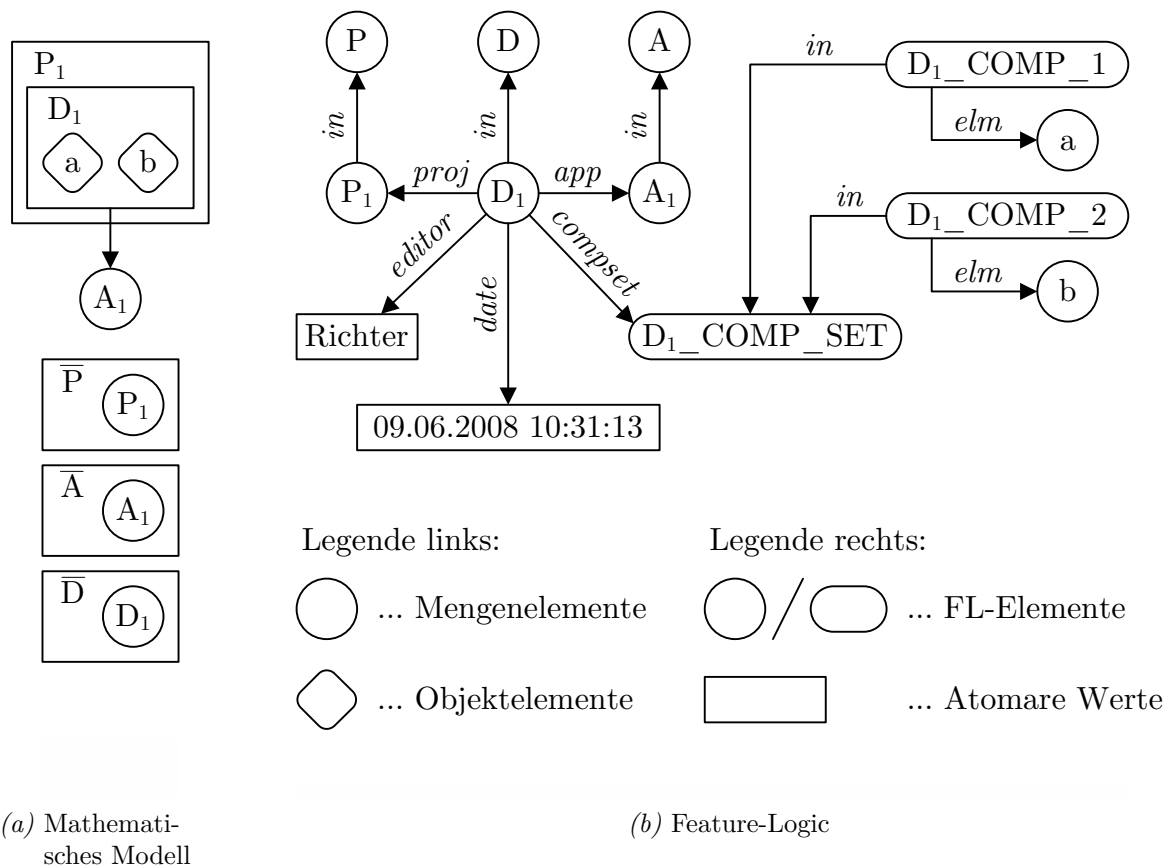 P₁
D₁
a b
A₁
P̅
P₁
A̅
A₁
D̅
D₁
P D A
in in in
P₁ proj D₁ app A₁
editor date compset
Richter
09.06.2008 10:31:13
D₁_COMP_SET
in D₁_COMP_1
elm a
in D₁_COMP_2
elm b
Legende links:
... Mengenelemente
... Objektelemente
Legende rechts:
... FL-Elemente
... Atomare Werte
(a) Mathemati-
sches Modell
(b) Feature-Logic